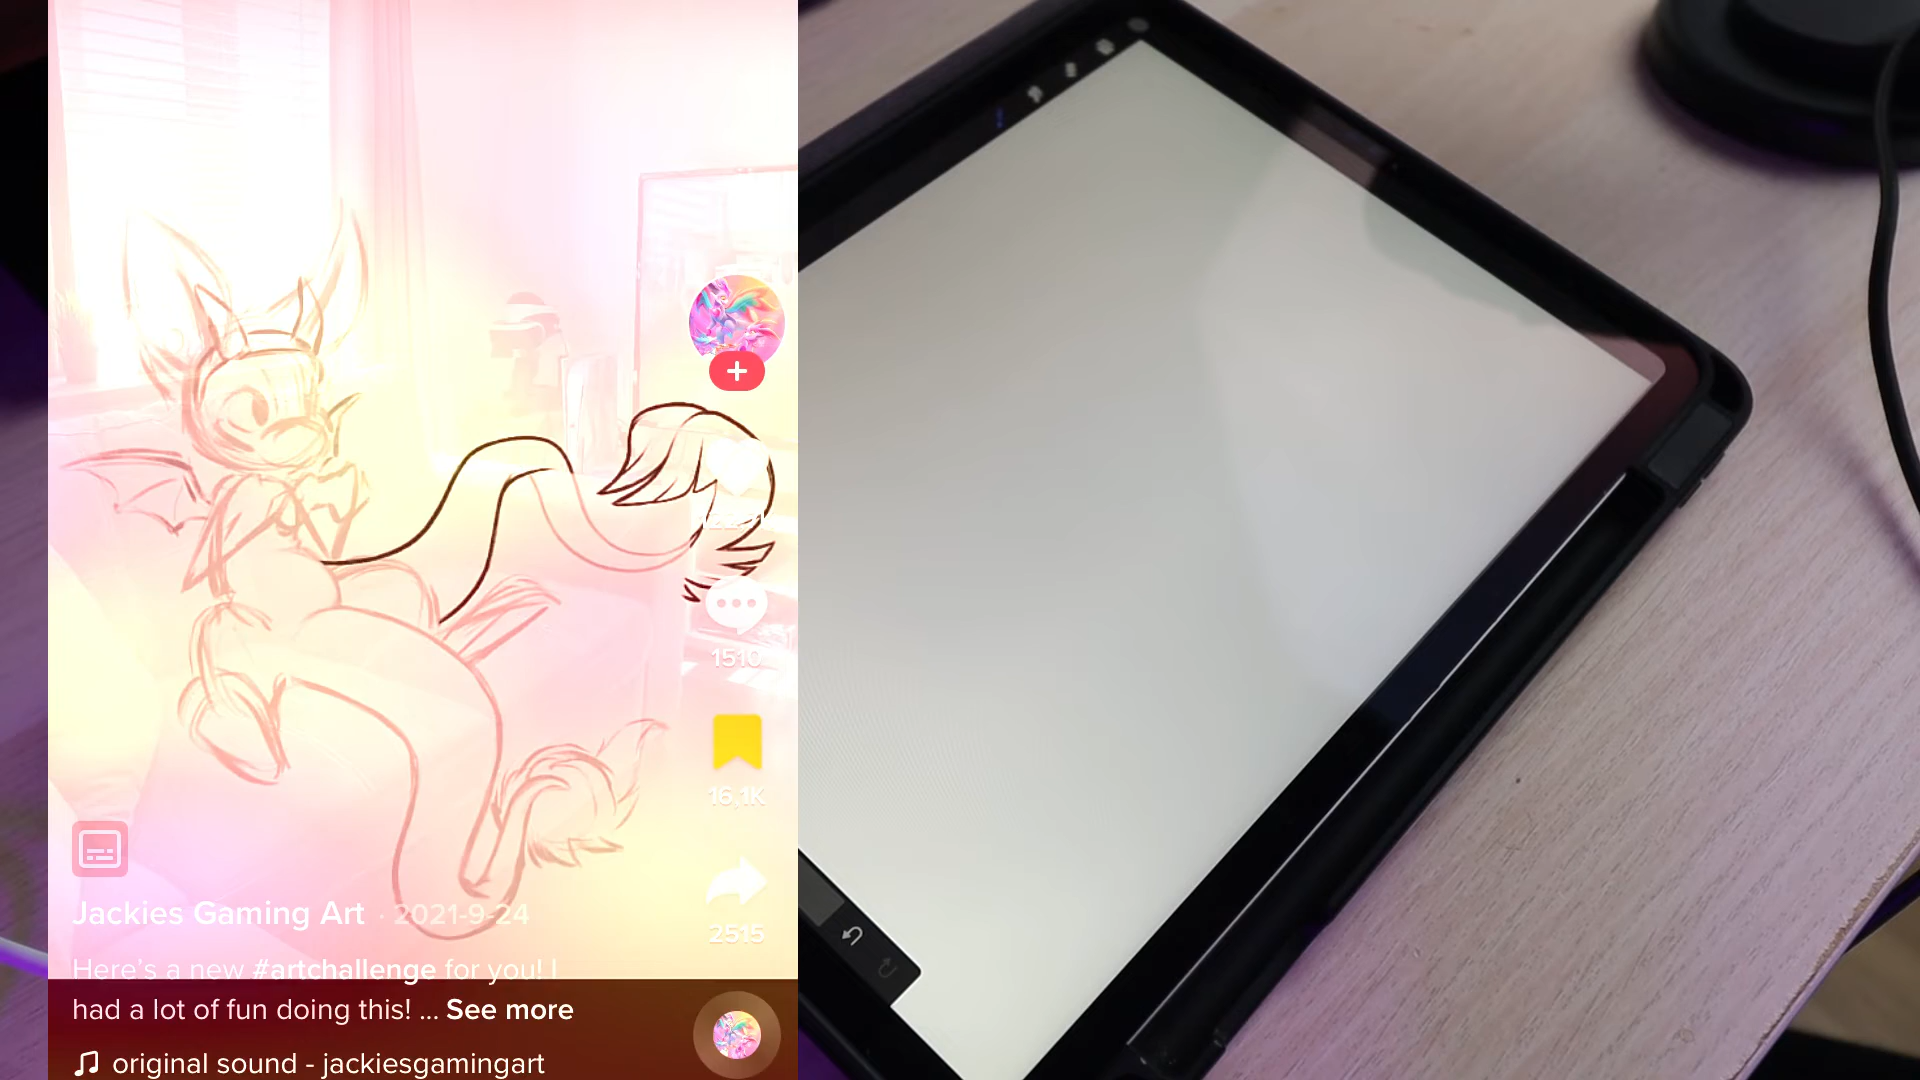 1510
16.1K
2515
Jackies Gaming Art · 2021-9-24
Here's a new #artchallenge for you! I
had a lot of fun doing this! ... See more
original sound - jackiesgamingart